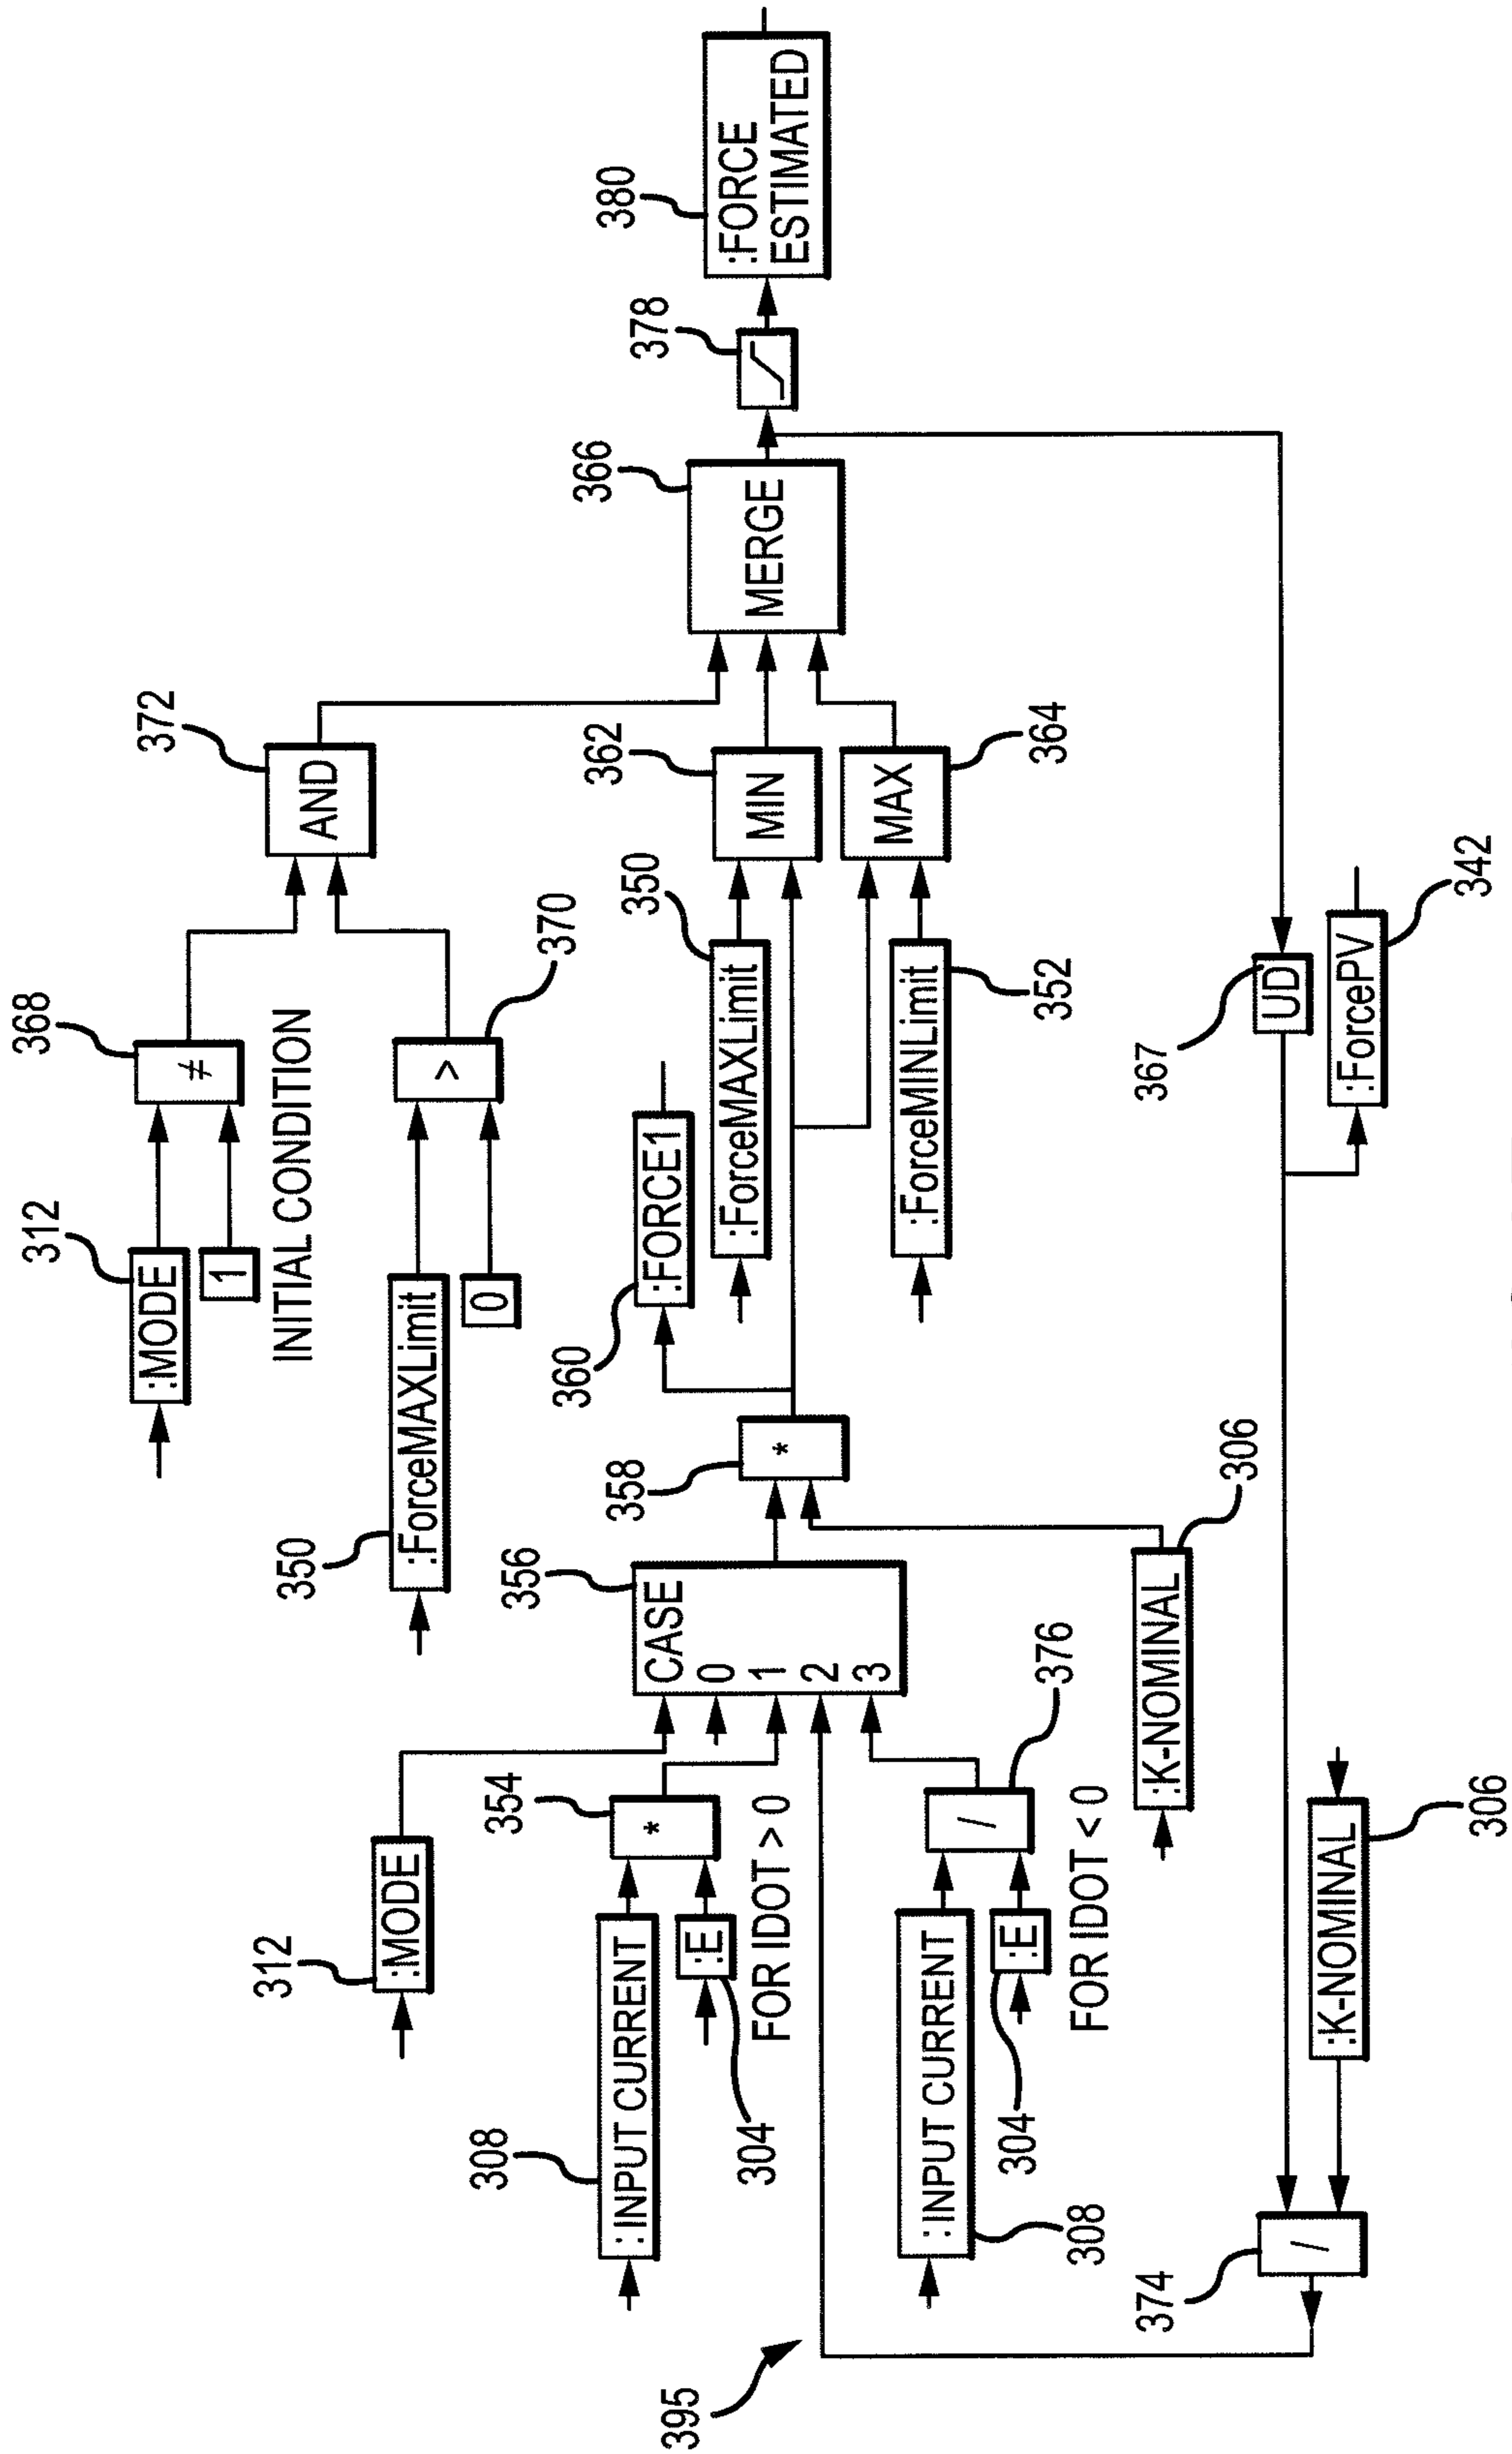 312
368
:MODE
≠
1
INITIAL CONDITION
372
AND
350
:ForceMAXLimit
>
370
0
312
:MODE
356
CASE
0
1
2
3
308
:INPUT CURRENT
354
*
:E
304
FOR IDOT > 0
358
*
360
:FORCE1
350
:ForceMAXLimit
362
MIN
366
MERGE
378
380
:FORCE
ESTIMATED
395
:INPUT CURRENT
308
/
376
:E
304
FOR IDOT < 0
:ForceMINLimit
352
MAX
364
:K-NOMINAL
306
374
/
:K-NOMINAL
306
367
UD
:ForcePV
342